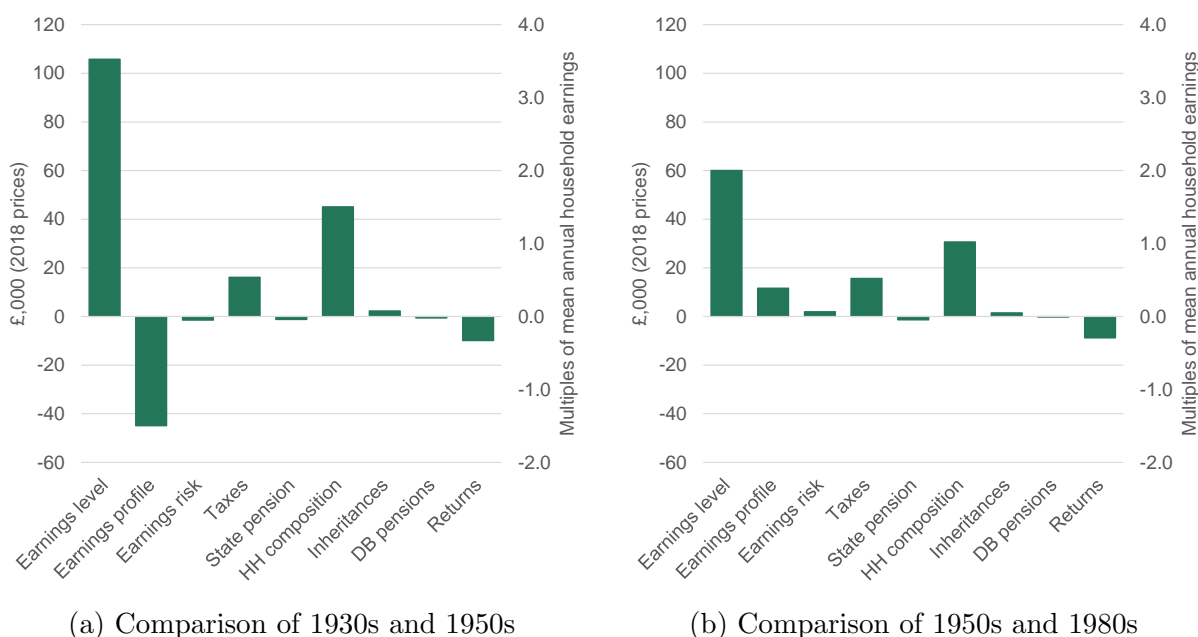 £,000 (2018 prices)
120
100
80
60
40
20
0
-20
-40
-60
4.0
3.0
2.0
1.0
0.0
-1.0
-2.0
Multiples of mean annual household earnings
Earnings level
Earnings profile
Earnings risk
Taxes
State pension
HH composition
Inheritances
DB pensions
Returns
(a) Comparison of 1930s and 1950s
£,000 (2018 prices)
120
100
80
60
40
20
0
-20
-40
-60
4.0
3.0
2.0
1.0
0.0
-1.0
-2.0
Multiples of mean annual household earnings
Earnings level
Earnings profile
Earnings risk
Taxes
State pension
HH composition
Inheritances
DB pensions
Returns
(b) Comparison of 1950s and 1980s